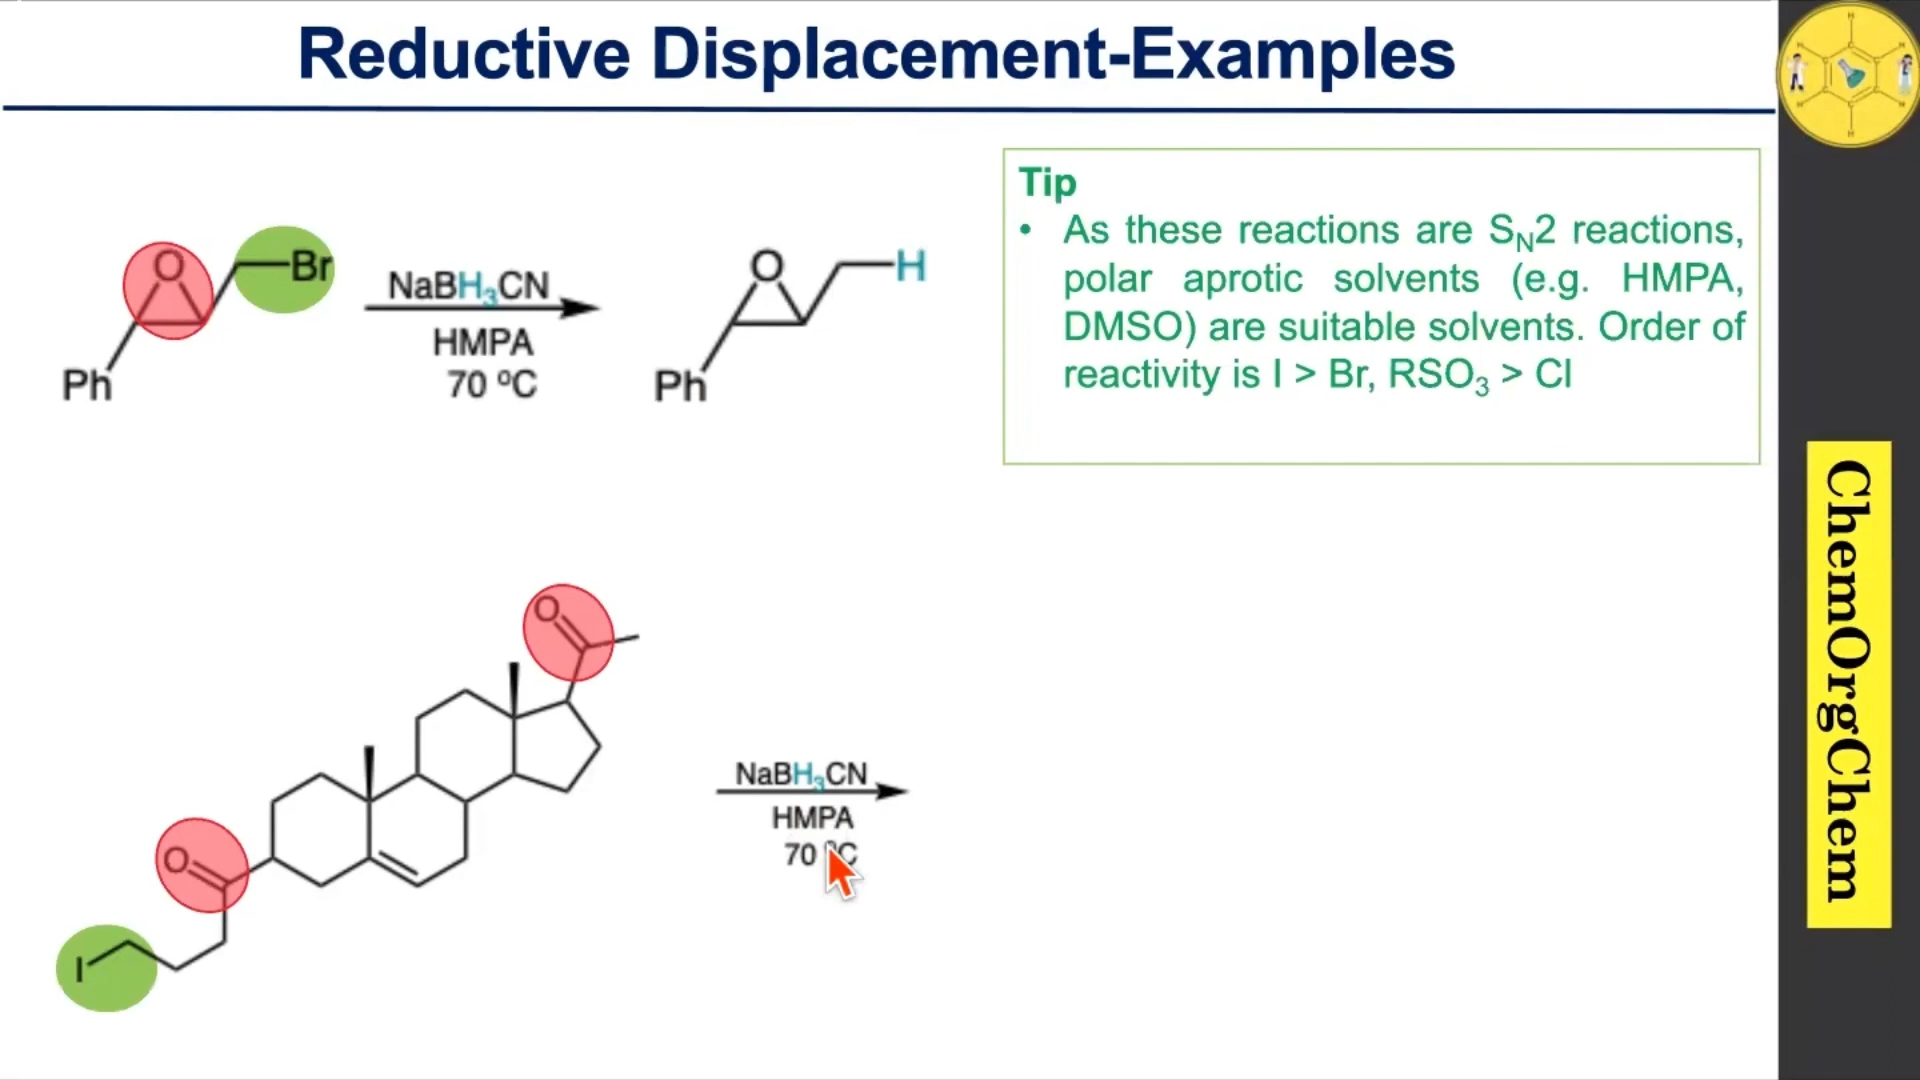 Reductive Displacement-Examples
Tip
• As these reactions are SN2 reactions,
polar aprotic solvents (e.g. HMPA,
DMSO) are suitable solvents. Order of
reactivity is I > Br, RSO3 > Cl
O
Br
Ph
NaBH3CN
HMPA
70 ºC
O
H
Ph
O
O
I
NaBH3CN
HMPA
70 ºC
ChemOrgChem